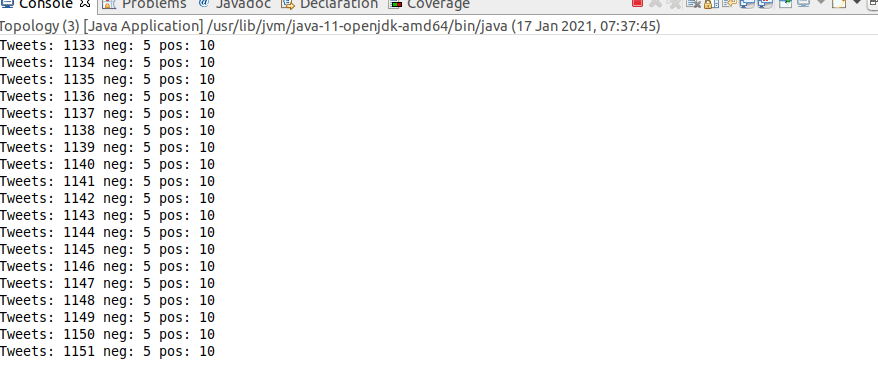 Console Problems @ Javadoc Declaration Coverage
Topology (3) [Java Application] /usr/lib/jvm/java-11-openjdk-amd64/bin/java (17 Jan 2021, 07:37:45)
Tweets: 1133 neg: 5 pos: 10
Tweets: 1134 neg: 5 pos: 10
Tweets: 1135 neg: 5 pos: 10
Tweets: 1136 neg: 5 pos: 10
Tweets: 1137 neg: 5 pos: 10
Tweets: 1138 neg: 5 pos: 10
Tweets: 1139 neg: 5 pos: 10
Tweets: 1140 neg: 5 pos: 10
Tweets: 1141 neg: 5 pos: 10
Tweets: 1142 neg: 5 pos: 10
Tweets: 1143 neg: 5 pos: 10
Tweets: 1144 neg: 5 pos: 10
Tweets: 1145 neg: 5 pos: 10
Tweets: 1146 neg: 5 pos: 10
Tweets: 1147 neg: 5 pos: 10
Tweets: 1148 neg: 5 pos: 10
Tweets: 1149 neg: 5 pos: 10
Tweets: 1150 neg: 5 pos: 10
Tweets: 1151 neg: 5 pos: 10